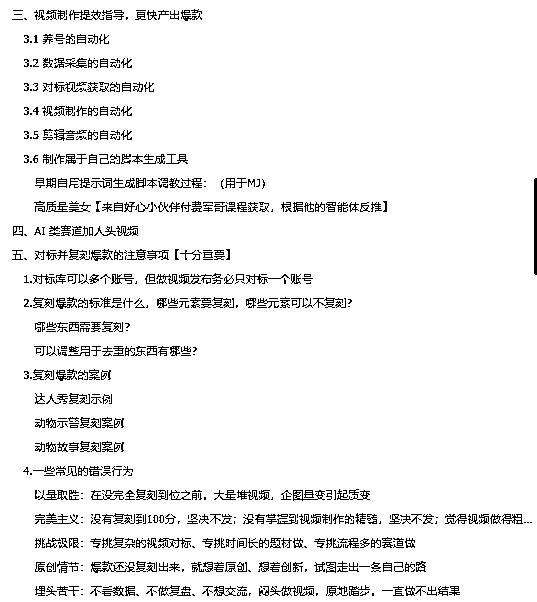 三、视频制作提效指导，更快产出爆款
3.1 养号的自动化
3.2 数据采集的自动化
3.3 对标视频获取的自动化
3.4 视频制作的自动化
3.5 剪辑音频的自动化
3.6 制作属于自己的脚本生成工具
早期自用提示词生成脚本调教过程：（用于MJ）
高质量美女【来自好心小伙伴付费军哥课程获取，根据他的智能体反推】
四、AI 类赛道加人头视频
五、对标并复刻爆款的注意事项【十分重要】
1.对标库可以多个账号，但做视频发布务必只对标一个账号
2.复刻爆款的标准是什么，哪些元素要复刻，哪些元素可以不复刻?
哪些东西需要复刻?
可以调整用于去重的东西有哪些?
3.复刻爆款的案例
达人秀复刻示例
动物示警复刻案例
动物故事复刻案例
4.一些常见的错误行为
以量取胜：在没完全复刻到位之前，大量堆视频，企图量变引起质变
完美主义：没有复刻到100分，坚决不发；没有掌握到视频制作的精髓，坚决不发；觉得视频做得粗...
挑战极限：专挑复杂的视频对标、专挑时间长的题材做、专挑流程多的赛道做
原创情节：爆款还没复刻出来，就想着原创、想着创新，试图走出一条自己的路
埋头苦干：不看数据、不做复盘、不想交流，闷头做视频，原地踏步，一直做不出结果